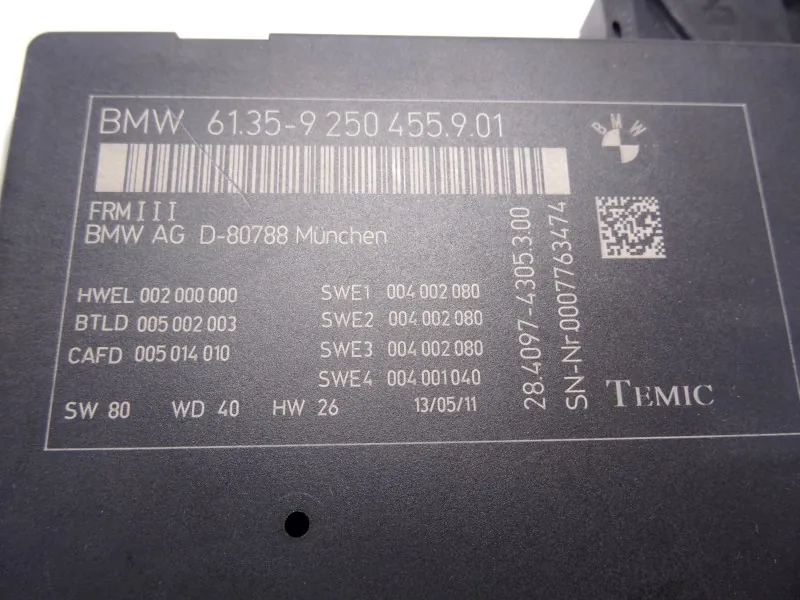 BMW 61.35-9 250 455.9.01
BMW
FRM III
BMW AG D-80788 München
HWEL 002 000 000
BTLD 005 002 003
CAFD 005 014 010
SWE1 004 002 080
SWE2 004 002 080
SWE3 004 002 080
SWE4 004 001 040
SW 80 WD 40 HW 26 13/05/11
28.4097-4305.3.00
SN-Nr.0007763474
TEMIC